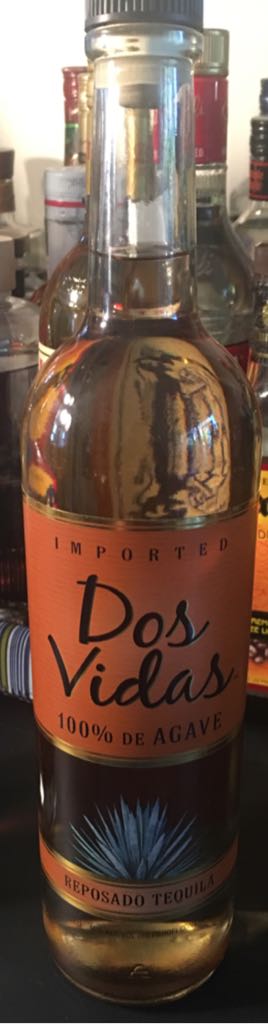 IMPORTED
Dos
Vidas
100% DE AGAVE
REPOSADO TEQUILA